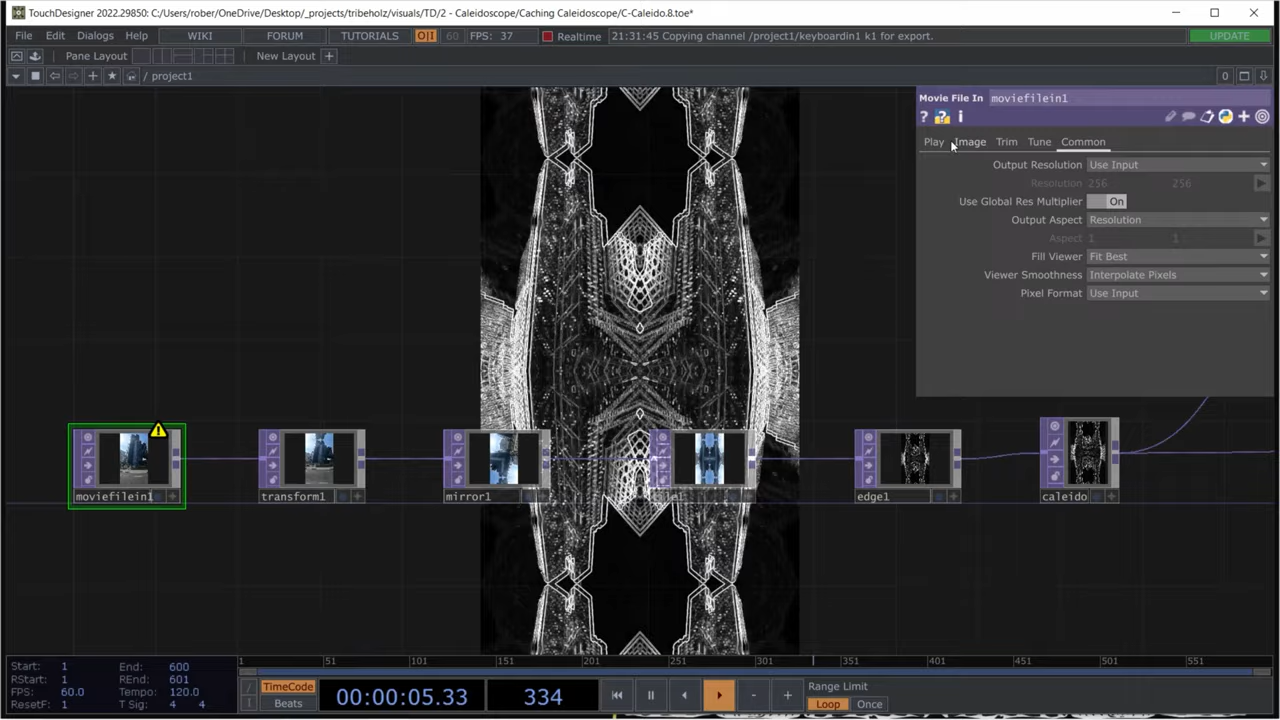 TouchDesigner 2022.29850: C:/Users/rober/OneDrive/Desktop/_projects/tribeholz/visuals/TD/2 - Caleidoscope/Caching Caleidoscope/C-Caleido.8.toe*
File Edit Dialogs Help WIKI FORUM TUTORIALS O|I 60 FPS: 37 Realtime 21:31:45 Copying channel /project1/keyboardin1 k1 for export. UPDATE
Pane Layout New Layout +
/ project1 0
Movie File In moviefilein1
? ? i
Play Image Trim Tune Common
Output Resolution Use Input
Resolution 256 256
Use Global Res Multiplier On
Output Aspect Resolution
Aspect 1 1
Fill Viewer Fit Best
Viewer Smoothness Interpolate Pixels
Pixel Format Use Input
moviefilein1 transform1 mirror1 edge1 caleido
1 51 101 151 201 251 301 351 401 451 501 551
Start: 1 End: 600
RStart: 1 REnd: 601
FPS: 60.0 Tempo: 120.0
ResetF: 1 T Sig: 4 4
TimeCode
Beats
00:00:05.33 334
- +
Range Limit
Loop Once